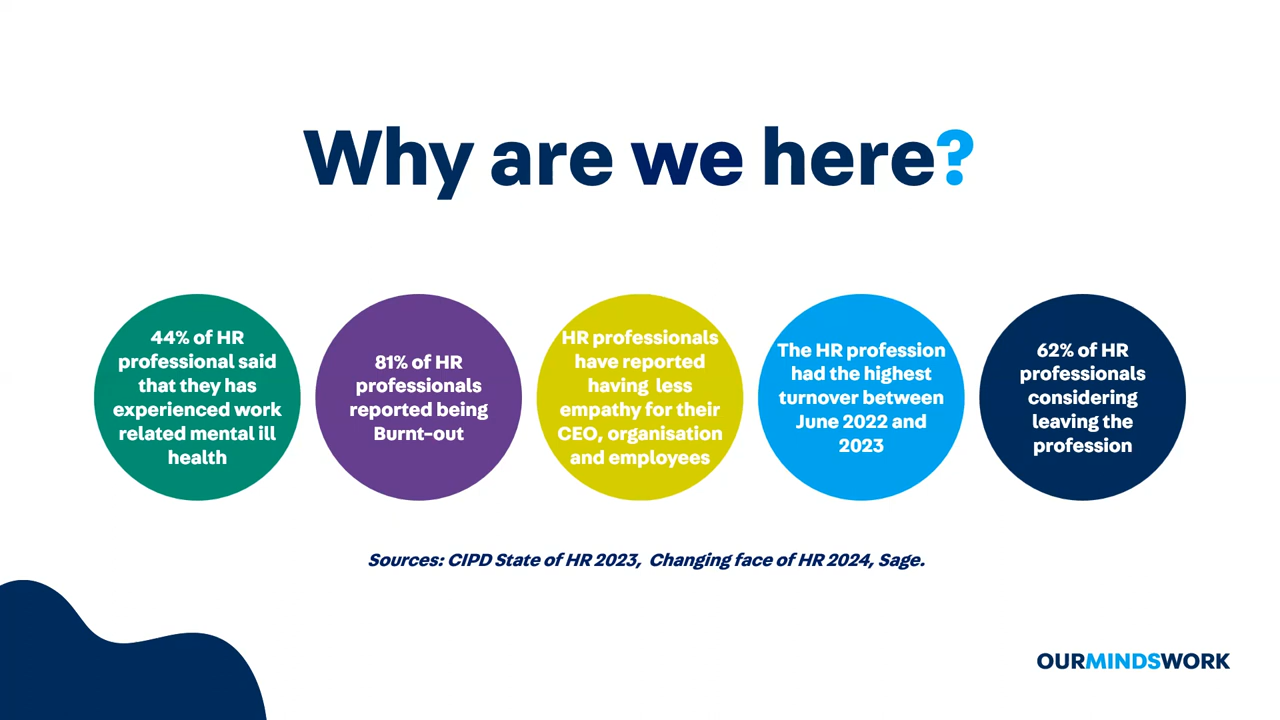 Why are we here?
44% of HR
professional said
that they has
experienced work
related mental ill
health
81% of HR
professionals
reported being
Burnt-out
HR professionals
have reported
having less
empathy for their
CEO, organisation
and employees
The HR profession
had the highest
turnover between
June 2022 and
2023
62% of HR
professionals
considering
leaving the
profession
Sources: CIPD State of HR 2023, Changing face of HR 2024, Sage.
OURMINDSWORK